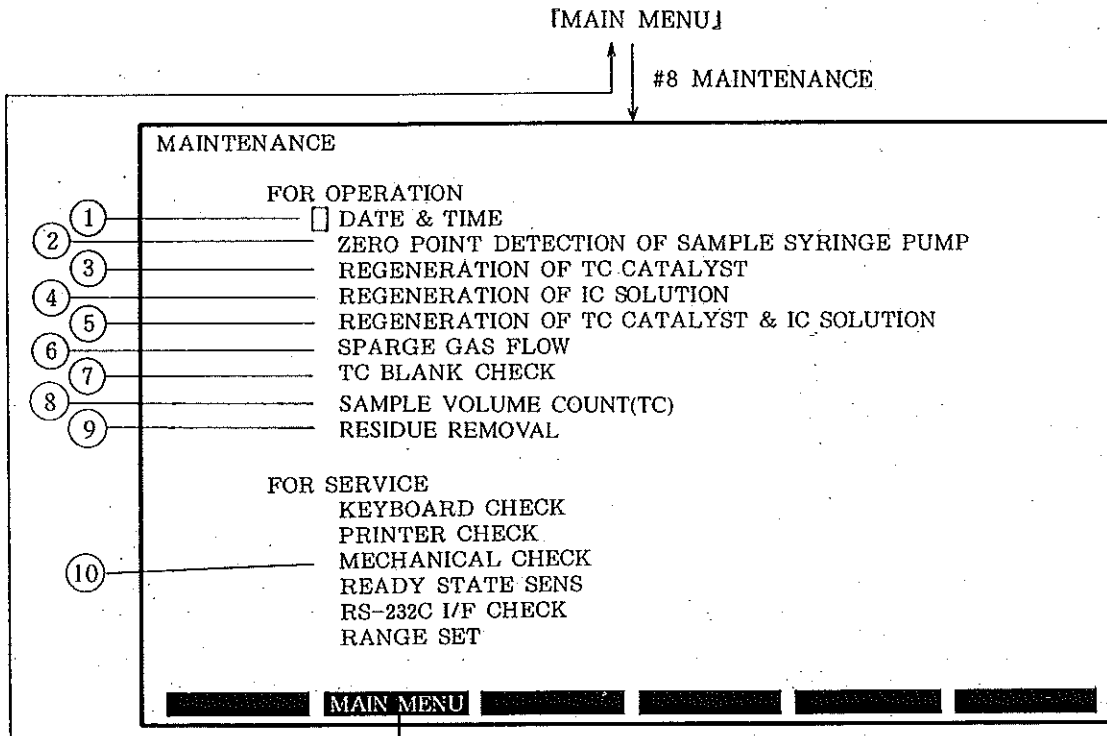 『MAIN MENU』
#8 MAINTENANCE
MAINTENANCE
FOR OPERATION
① [] DATE & TIME
② ZERO POINT DETECTION OF SAMPLE SYRINGE PUMP
③ REGENERATION OF TC CATALYST
④ REGENERATION OF IC SOLUTION
⑤ REGENERATION OF TC CATALYST & IC SOLUTION
⑥ SPARGE GAS FLOW
⑦ TC BLANK CHECK
⑧ SAMPLE VOLUME COUNT(TC)
⑨ RESIDUE REMOVAL
FOR SERVICE
KEYBOARD CHECK
PRINTER CHECK
⑩ MECHANICAL CHECK
READY STATE SENS
RS-232C I/F CHECK
RANGE SET
MAIN MENU